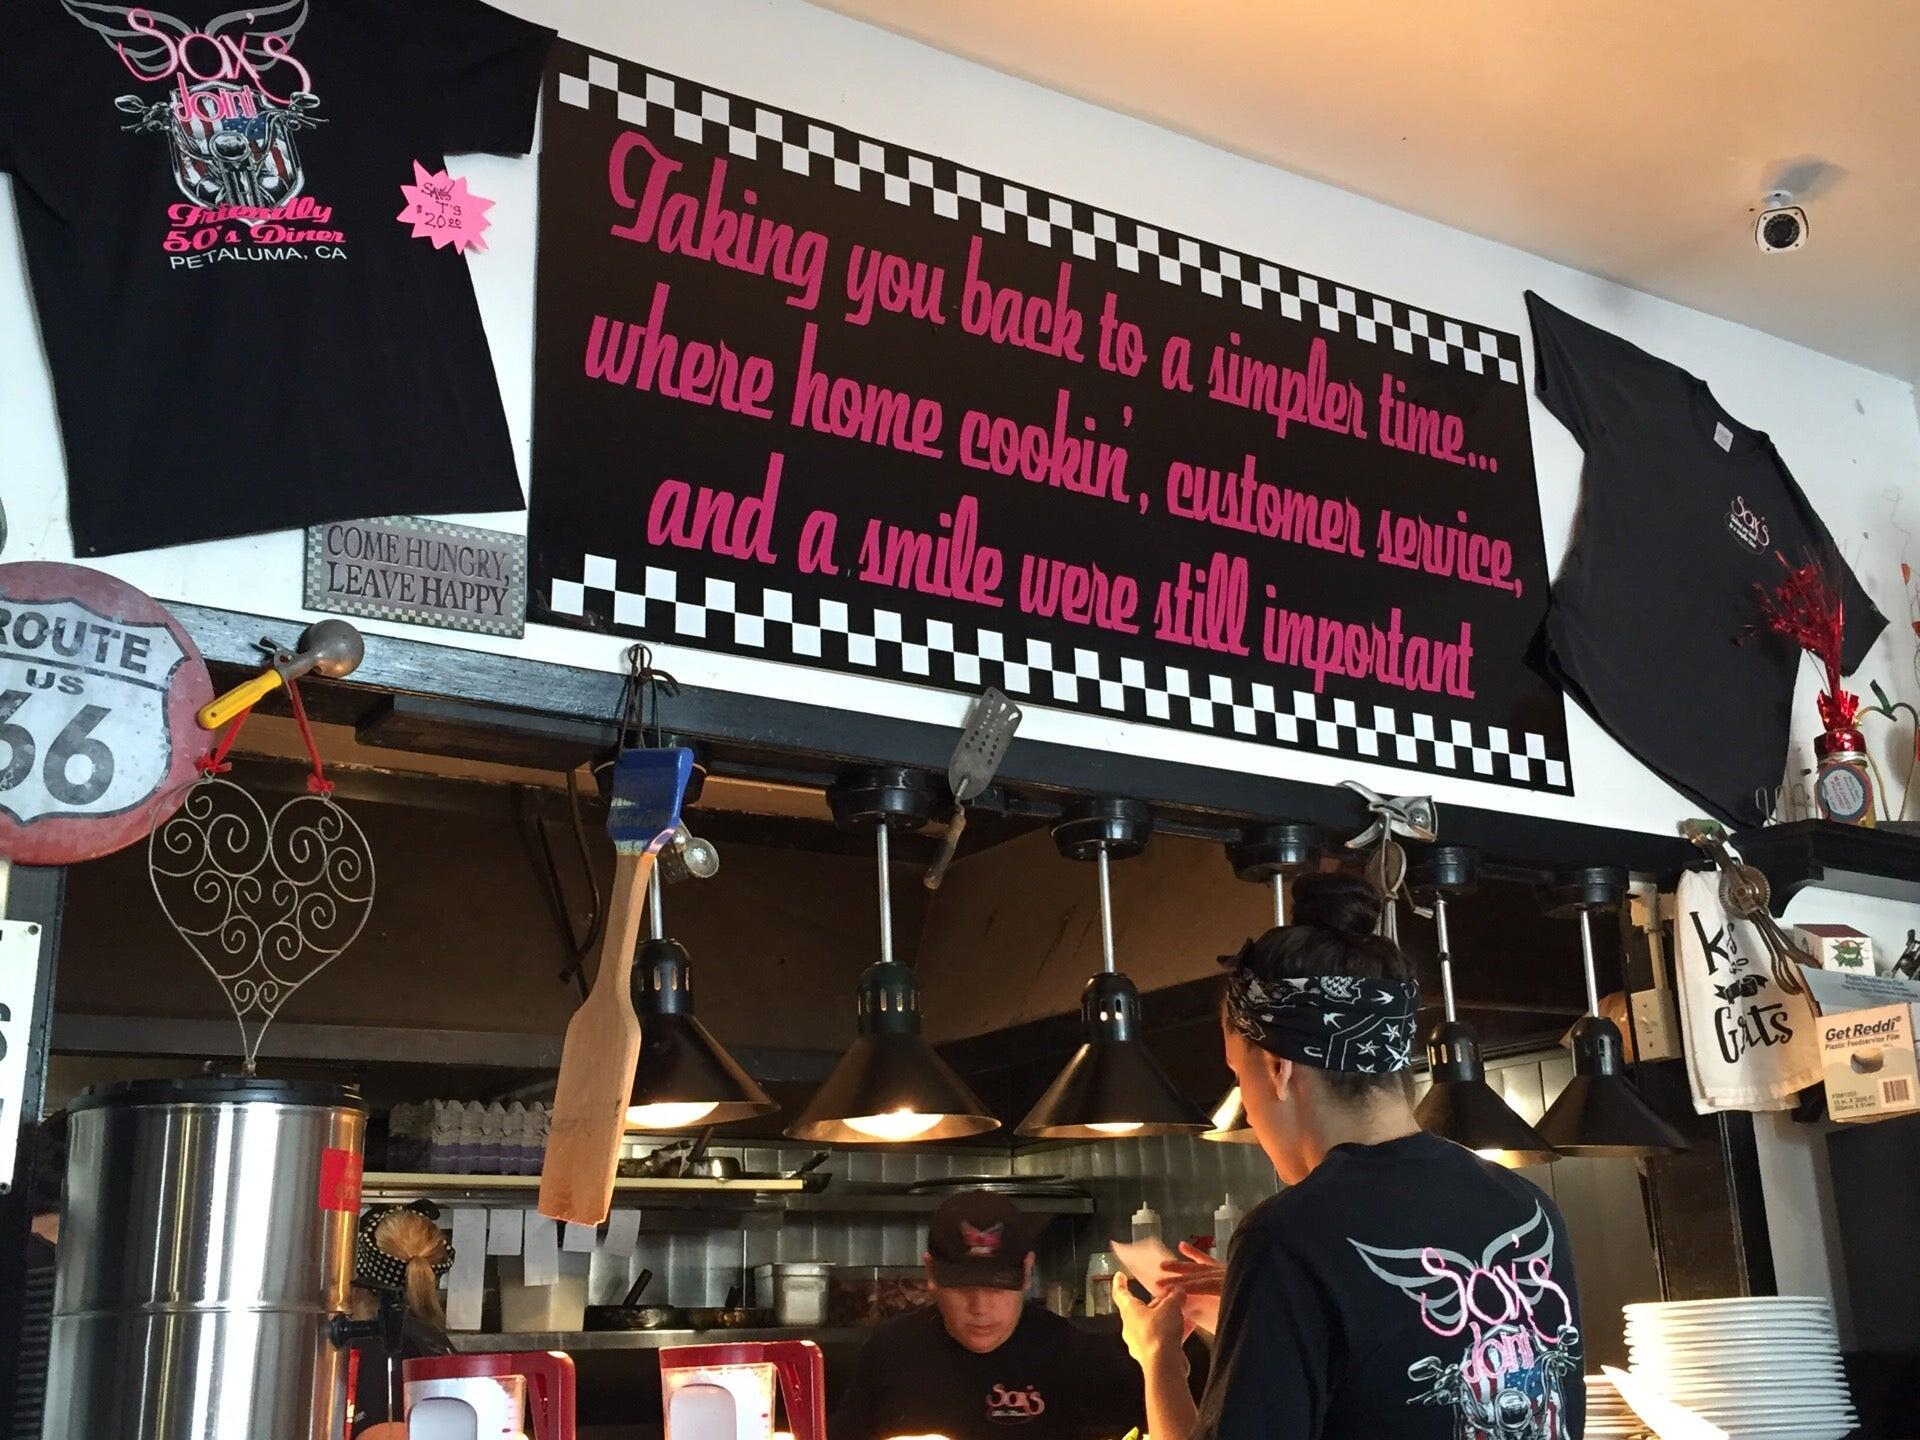 Sax's
Joint
Friendly
50's Diner
PETALUMA, CA
T's
$20.00
Taking you back to a simpler time...
where home cookin', customer service,
and a smile were still important
COME HUNGRY,
LEAVE HAPPY
ROUTE
US
66
Sax's
Get Reddi®
Plastic Foodservice Film
Sax's
Sax's
Joint